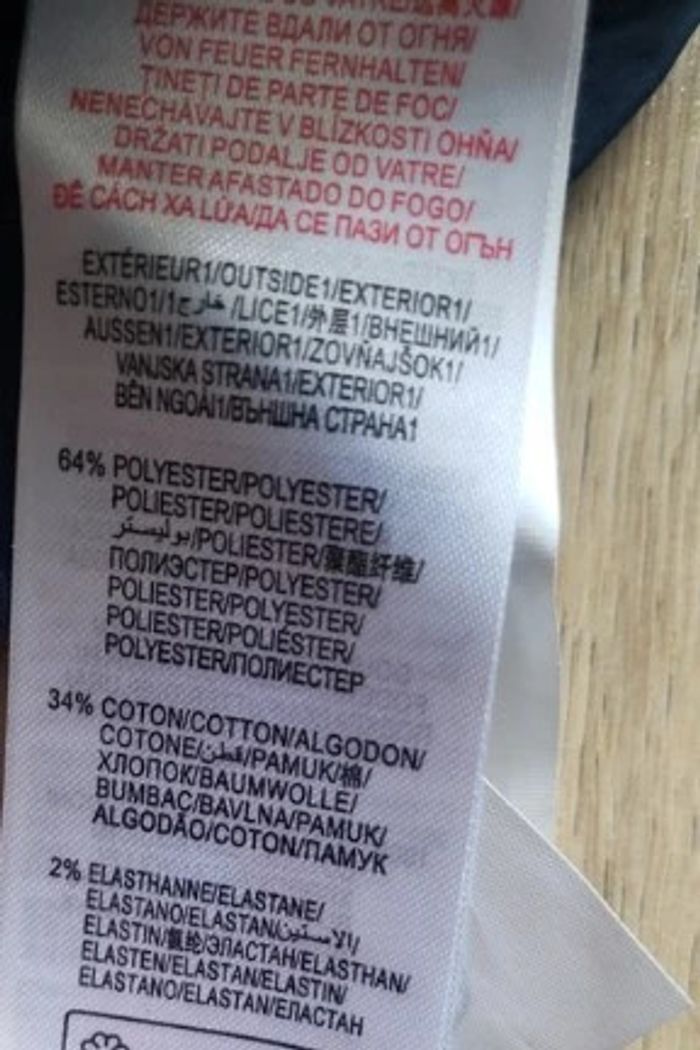 ДЕРЖИТЕ ВДАЛИ ОТ ОГНЯ/
VON FEUER FERNHALTEN/
ȚINEȚI DE PARTE DE FOC/
NENECHÁVAJTE V BLÍZKOSTI OHŇA/
DRŽATI PODALJE OD VATRE/
MANTER AFASTADO DO FOGO/
ĐỂ CÁCH XA LỬA/ДА СЕ ПАЗИ ОТ ОГЪН
EXTÉRIEUR1/OUTSIDE1/EXTERIOR1/
ESTERNO1/1خارج/LICE1/外层1/ВНЕШНИЙ1/
AUSSEN1/EXTERIOR1/ZOVŇAJŠOK1/
VANJSKA STRANA1/EXTERIOR1/
BÊN NGOÀI1/ВЪНШНА СТРАНА1
64% POLYESTER/POLYESTER/
POLIESTER/POLIESTERE/
بوليستر/POLIESTER/聚酯纤维/
ПОЛИЭСТЕР/POLYESTER/
POLIESTER/POLYESTER/
POLIESTER/POLIÉSTER/
POLYESTER/ПОЛИЕСТЕР
34% COTON/COTTON/ALGODON/
COTONE/قطن/PAMUK/棉/
ХЛОПОК/BAUMWOLLE/
BUMBAC/BAVLNA/PAMUK/
ALGODÃO/COTON/ПАМУК
2% ELASTHANNE/ELASTANE/
ELASTANO/ELASTAN/الاستين/
ELASTIN/氨纶/ЭЛАСТАН/ELASTHAN/
ELASTEN/ELASTAN/ELASTIN/
ELASTANO/ELASTAN/ЕЛАСТАН